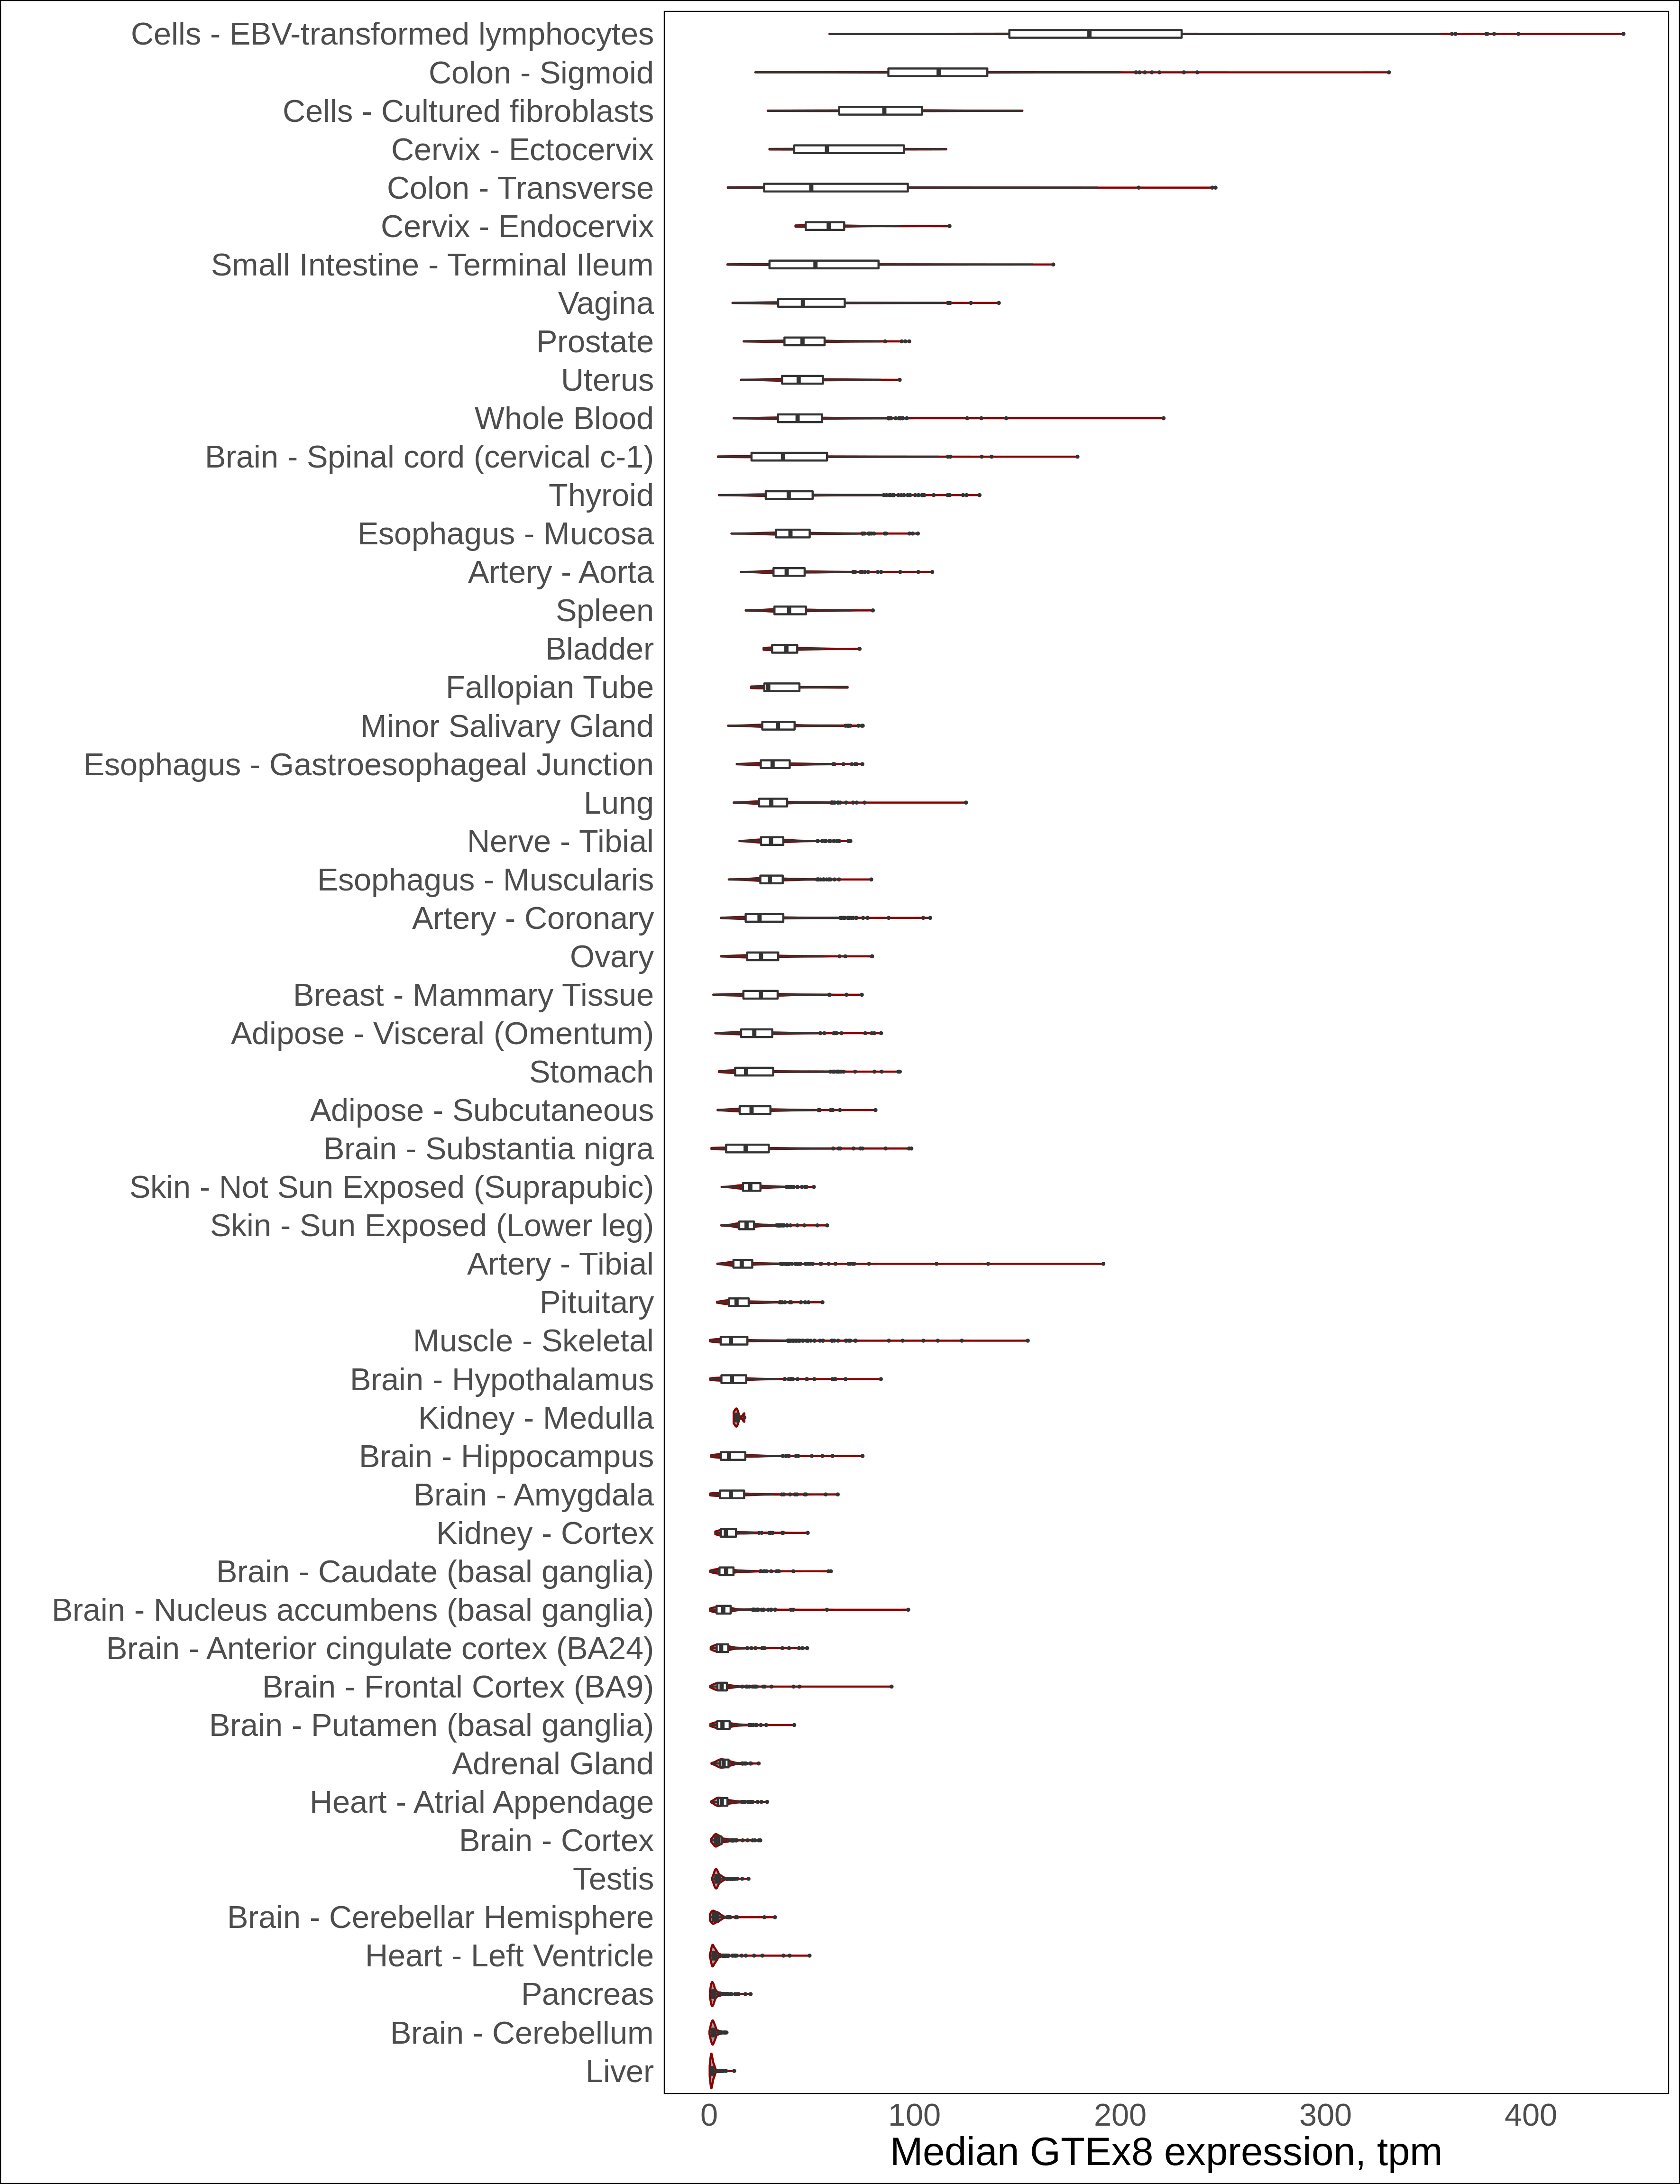 Cells - EBV-transformed lymphocytes
Colon - Sigmoid
Cells - Cultured fibroblasts
Cervix - Ectocervix
Colon - Transverse
Cervix - Endocervix
Small Intestine - Terminal Ileum
Vagina
Prostate
Uterus
Whole Blood
Brain - Spinal cord (cervical c-1)
Thyroid
Esophagus - Mucosa
Artery - Aorta
Spleen
Bladder
Fallopian Tube
Minor Salivary Gland
Esophagus - Gastroesophageal Junction
Lung
Nerve - Tibial
Esophagus - Muscularis
Artery - Coronary
Ovary
Breast - Mammary Tissue
Adipose - Visceral (Omentum)
Stomach
Adipose - Subcutaneous
Brain - Substantia nigra
Skin - Not Sun Exposed (Suprapubic)
Skin - Sun Exposed (Lower leg)
Artery - Tibial
Pituitary
Muscle - Skeletal
Brain - Hypothalamus
Kidney - Medulla
Brain - Hippocampus
Brain - Amygdala
Kidney - Cortex
Brain - Caudate (basal ganglia)
Brain - Nucleus accumbens (basal ganglia)
Brain - Anterior cingulate cortex (BA24)
Brain - Frontal Cortex (BA9)
Brain - Putamen (basal ganglia)
Adrenal Gland
Heart - Atrial Appendage
Brain - Cortex
Testis
Brain - Cerebellar Hemisphere
Heart - Left Ventricle
Pancreas
Brain - Cerebellum
Liver
0 100 200 300 400
Median GTEx8 expression, tpm